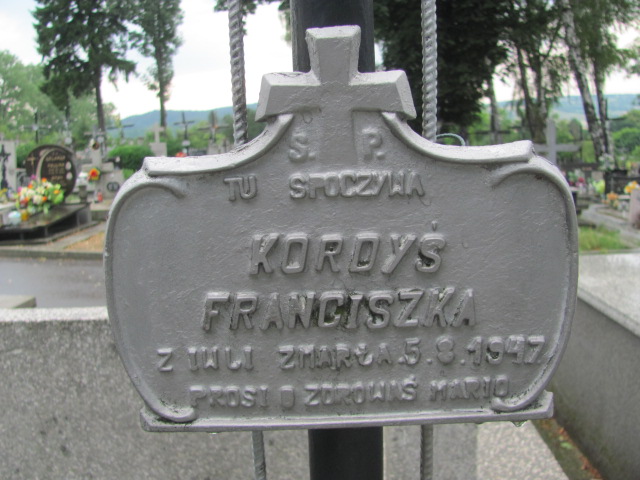 Ś. P.
TU SPOCZYWA
KORDYŚ
FRANCISZKA
Z IWLI ZMARŁA.5.8.1947.
PROSI O ZDROWAŚ MARIO